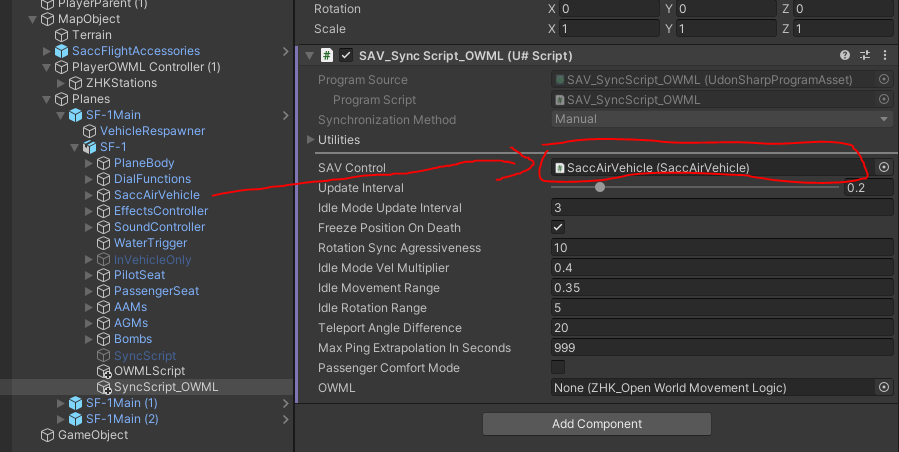 PlayerParent (1)
MapObject
Terrain
SaccFlightAccessories
PlayerOWML Controller (1)
ZHKStations
Planes
SF-1Main
VehicleRespawner
SF-1
PlaneBody
DialFunctions
SaccAirVehicle
EffectsController
SoundController
WaterTrigger
InVehicleOnly
PilotSeat
PassengerSeat
AAMs
AGMs
Bombs
SyncScript
OWMLScript
SyncScript_OWML
SF-1Main (1)
SF-1Main (2)
GameObject
Rotation X 0 Y 0 Z 0
Scale X 1 Y 1 Z 1
SAV_Sync Script_OWML (U# Script)
Program Source SAV_SyncScript_OWML (UdonSharpProgramAsset)
Program Script SAV_SyncScript_OWML
Synchronization Method Manual
Utilities
SAV Control SaccAirVehicle (SaccAirVehicle)
Update Interval 0.2
Idle Mode Update Interval 3
Freeze Position On Death
Rotation Sync Agressiveness 10
Idle Mode Vel Multiplier 0.4
Idle Movement Range 0.35
Idle Rotation Range 5
Teleport Angle Difference 20
Max Ping Extrapolation In Seconds 999
Passenger Comfort Mode
OWML None (ZHK_Open World Movement Logic)
Add Component